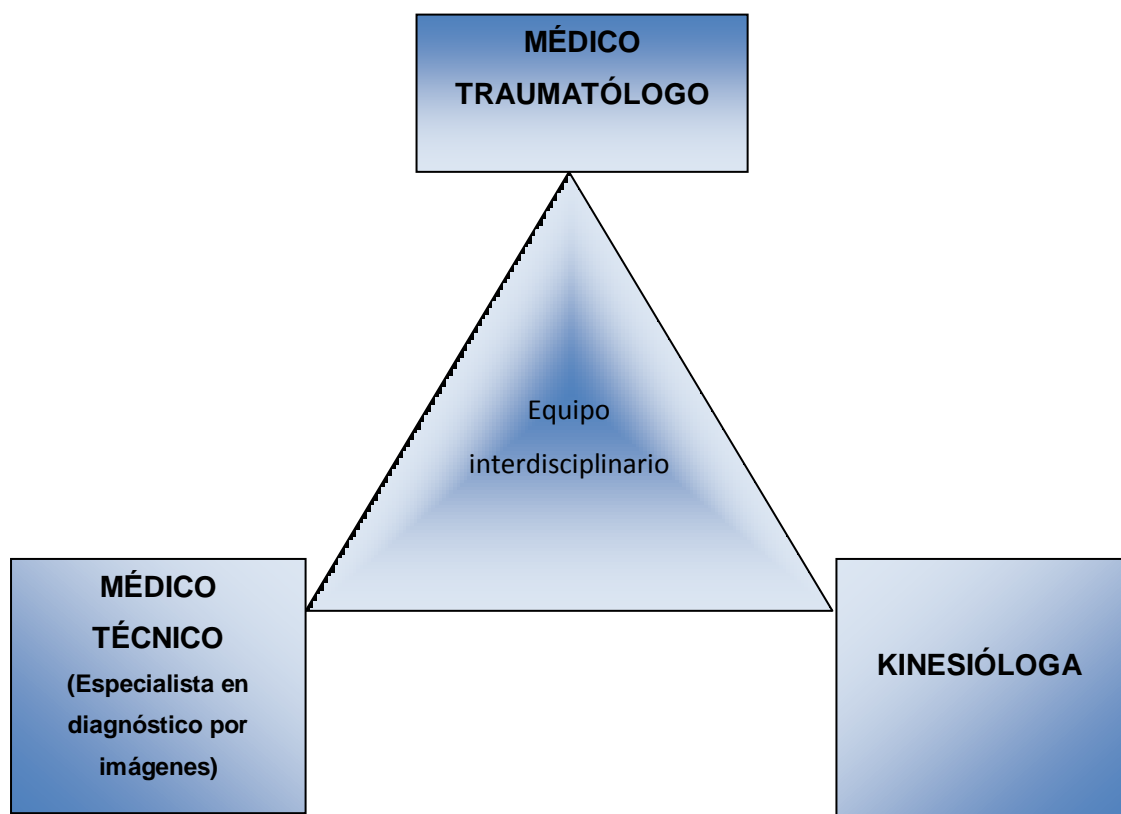 MÉDICO
TRAUMATÓLOGO
Equipo
interdisciplinario
MÉDICO
TÉCNICO
(Especialista en
diagnóstico por
imágenes)
KINESIÓLOGA